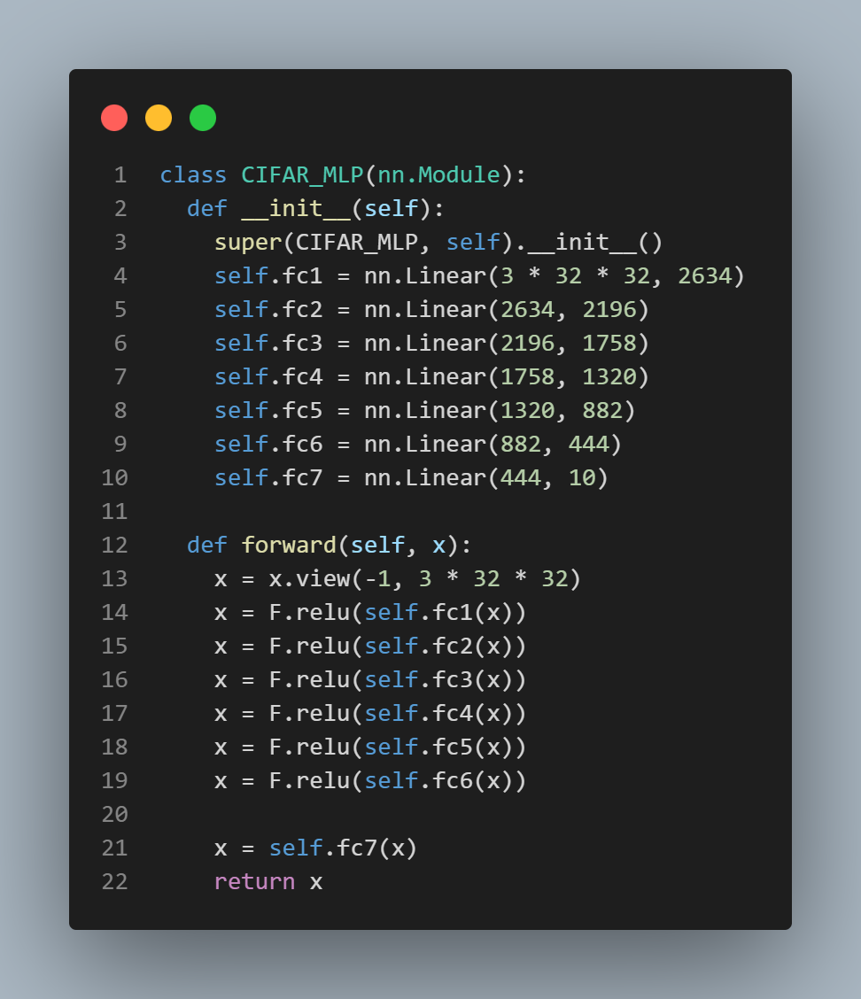 1 class CIFAR_MLP(nn.Module):
2   def __init__(self):
3     super(CIFAR_MLP, self).__init__()
4     self.fc1 = nn.Linear(3 * 32 * 32, 2634)
5     self.fc2 = nn.Linear(2634, 2196)
6     self.fc3 = nn.Linear(2196, 1758)
7     self.fc4 = nn.Linear(1758, 1320)
8     self.fc5 = nn.Linear(1320, 882)
9     self.fc6 = nn.Linear(882, 444)
10     self.fc7 = nn.Linear(444, 10)
11
12   def forward(self, x):
13     x = x.view(-1, 3 * 32 * 32)
14     x = F.relu(self.fc1(x))
15     x = F.relu(self.fc2(x))
16     x = F.relu(self.fc3(x))
17     x = F.relu(self.fc4(x))
18     x = F.relu(self.fc5(x))
19     x = F.relu(self.fc6(x))
20
21     x = self.fc7(x)
22     return x